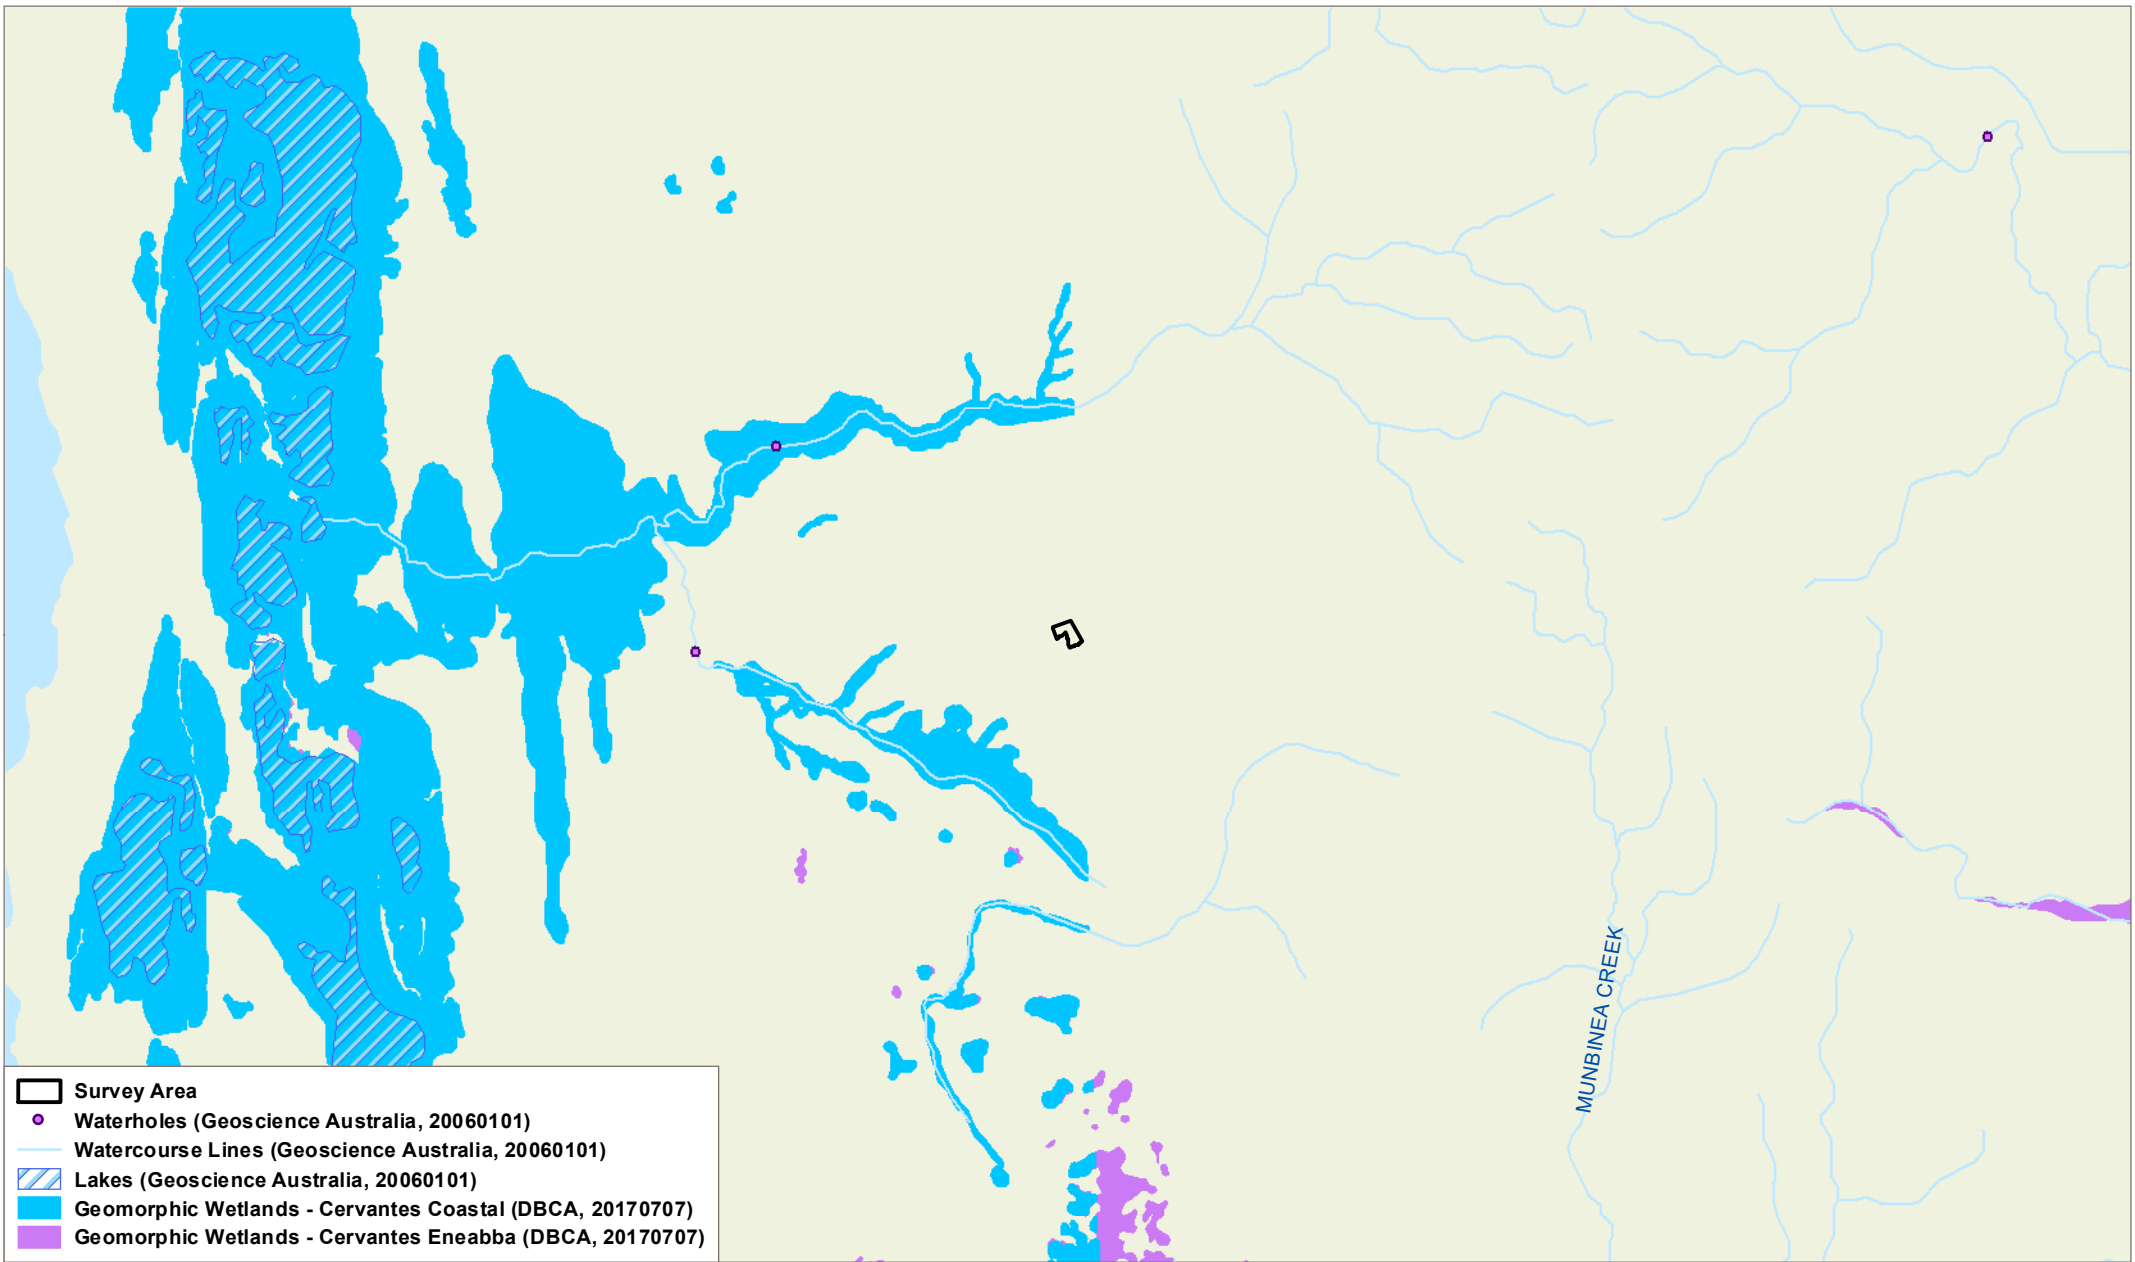 MUNBINEA CREEK
Survey Area
Waterholes (Geoscience Australia, 20060101)
Watercourse Lines (Geoscience Australia, 20060101)
Lakes (Geoscience Australia, 20060101)
Geomorphic Wetlands - Cervantes Coastal (DBCA, 20170707)
Geomorphic Wetlands - Cervantes Eneabba (DBCA, 20170707)